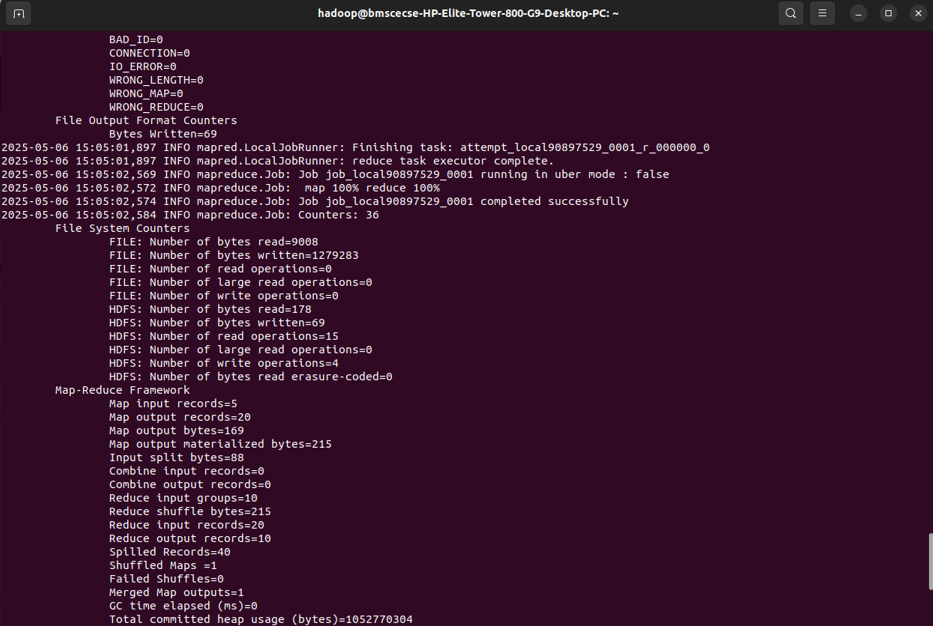 hadoop@bmscecse-HP-Elite-Tower-800-G9-Desktop-PC: ~
BAD_ID=0
CONNECTION=0
IO_ERROR=0
WRONG_LENGTH=0
WRONG_MAP=0
WRONG_REDUCE=0
File Output Format Counters
Bytes Written=69
2025-05-06 15:05:01,897 INFO mapred.LocalJobRunner: Finishing task: attempt_local90897529_0001_r_000000_0
2025-05-06 15:05:01,897 INFO mapred.LocalJobRunner: reduce task executor complete.
2025-05-06 15:05:02,569 INFO mapreduce.Job: Job job_local90897529_0001 running in uber mode : false
2025-05-06 15:05:02,572 INFO mapreduce.Job:  map 100% reduce 100%
2025-05-06 15:05:02,574 INFO mapreduce.Job: Job job_local90897529_0001 completed successfully
2025-05-06 15:05:02,584 INFO mapreduce.Job: Counters: 36
File System Counters
FILE: Number of bytes read=9008
FILE: Number of bytes written=1279283
FILE: Number of read operations=0
FILE: Number of large read operations=0
FILE: Number of write operations=0
HDFS: Number of bytes read=178
HDFS: Number of bytes written=69
HDFS: Number of read operations=15
HDFS: Number of large read operations=0
HDFS: Number of write operations=4
HDFS: Number of bytes read erasure-coded=0
Map-Reduce Framework
Map input records=5
Map output records=20
Map output bytes=169
Map output materialized bytes=215
Input split bytes=88
Combine input records=0
Combine output records=0
Reduce input groups=10
Reduce shuffle bytes=215
Reduce input records=20
Reduce output records=10
Spilled Records=40
Shuffled Maps =1
Failed Shuffles=0
Merged Map outputs=1
GC time elapsed (ms)=0
Total committed heap usage (bytes)=1052770304